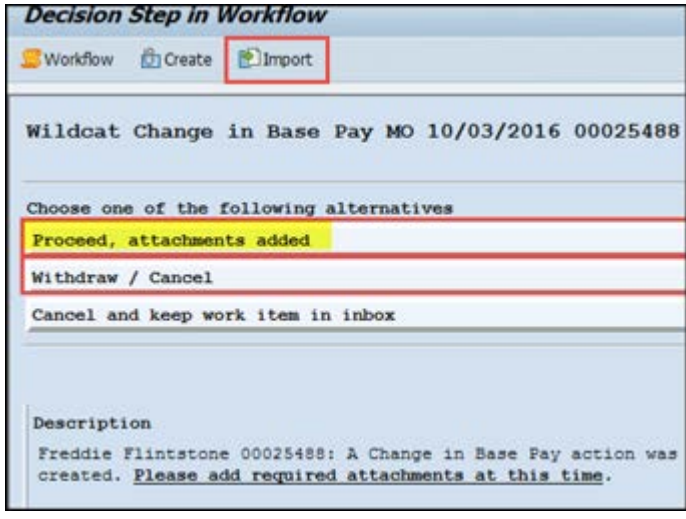 Decision Step in Workflow
Workflow Create Import
Wildcat Change in Base Pay MO 10/03/2016 00025488
Choose one of the following alternatives
Proceed, attachments added
Withdraw / Cancel
Cancel and keep work item in inbox
Description
Freddie Flintstone 00025488: A Change in Base Pay action was
created. Please add required attachments at this time.